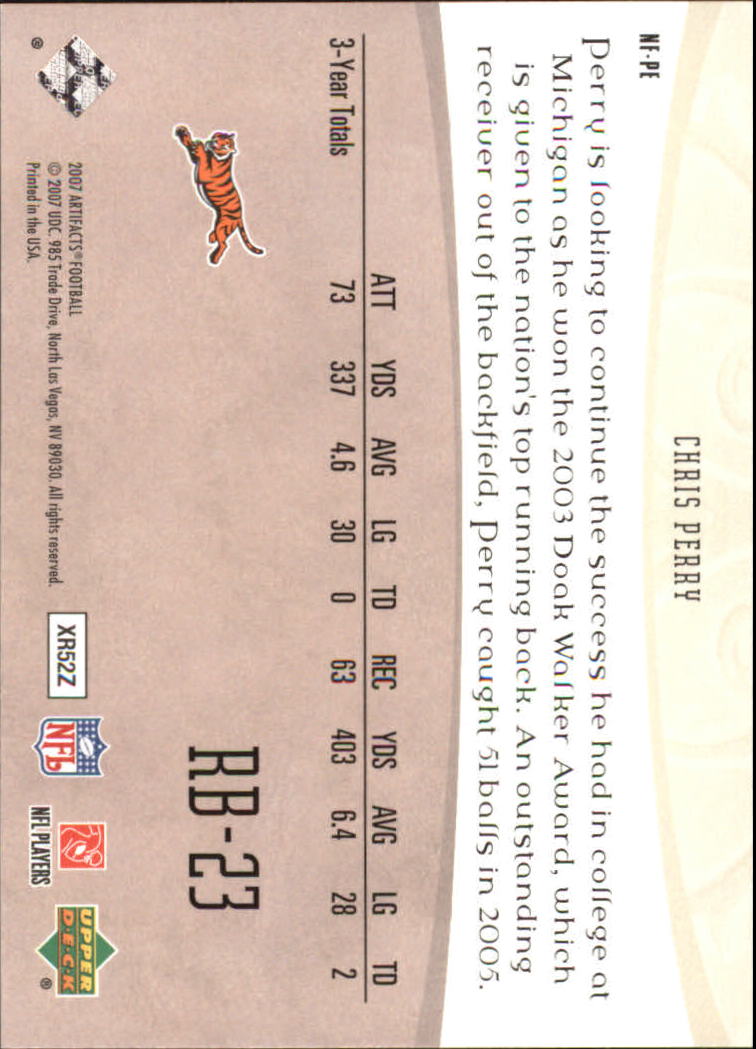 CHRIS PERRY
NF-PE
Perry is looking to continue the success he had in college at
Michigan as he won the 2003 Doak Walker Award, which
is given to the nation's top running back. An outstanding
receiver out of the backfield, Perry caught 51 balls in 2005.
ATT YDS AVG LG TD REC YDS AVG LG TD
3-Year Totals 73 337 4.6 30 0 63 403 6.4 28 2
RB-23
2007 ARTIFACTS® FOOTBALL
© 2007 UDC. 985 Trade Drive, North Las Vegas, NV 89030. All rights reserved.
Printed in the USA.
XR52Z
NFL
NFL PLAYERS
UPPER
DECK
®
®